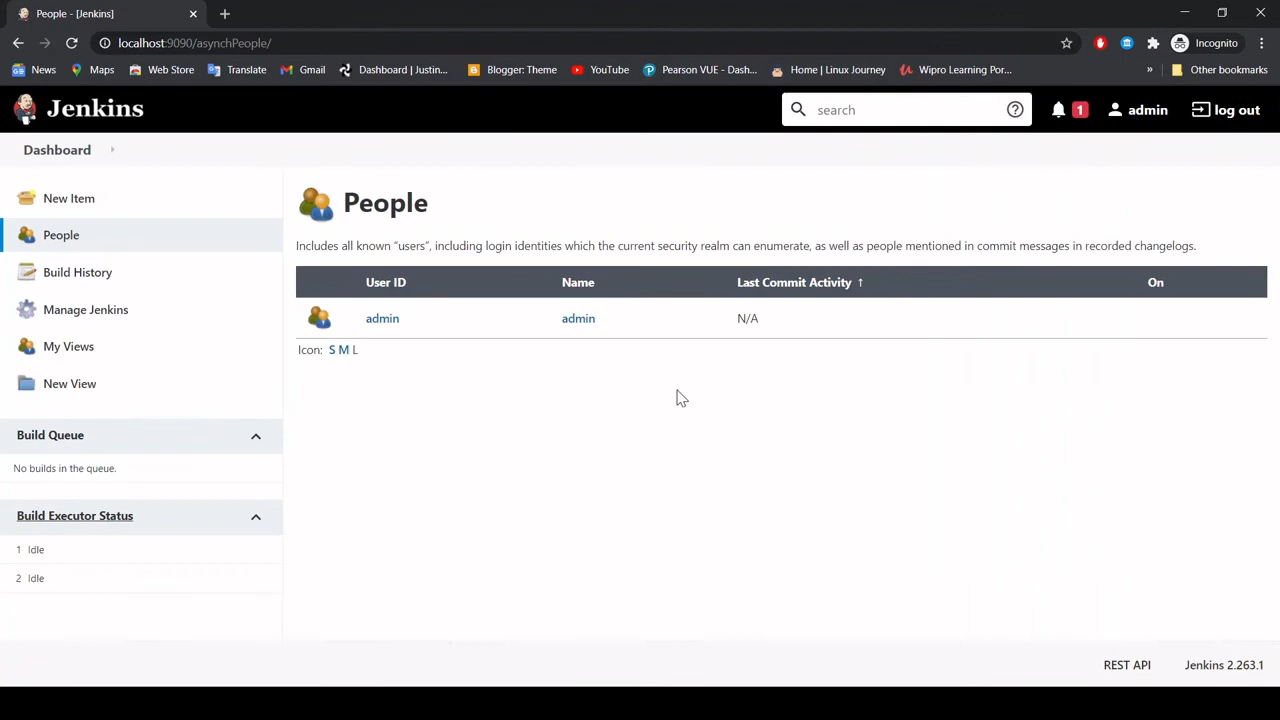 People - [Jenkins]
localhost:9090/asynchPeople/
Incognito
News Maps Web Store Translate Gmail Dashboard | Justin... Blogger: Theme YouTube Pearson VUE - Dash... Home | Linux Journey Wipro Learning Por... » Other bookmarks
Jenkins search 1 admin log out
Dashboard
New Item
People
Build History
Manage Jenkins
My Views
New View
Build Queue
No builds in the queue.
Build Executor Status
1 Idle
2 Idle
People
Includes all known “users”, including login identities which the current security realm can enumerate, as well as people mentioned in commit messages in recorded changelogs.
User ID Name Last Commit Activity ↑ On
admin admin N/A
Icon: S M L
REST API Jenkins 2.263.1